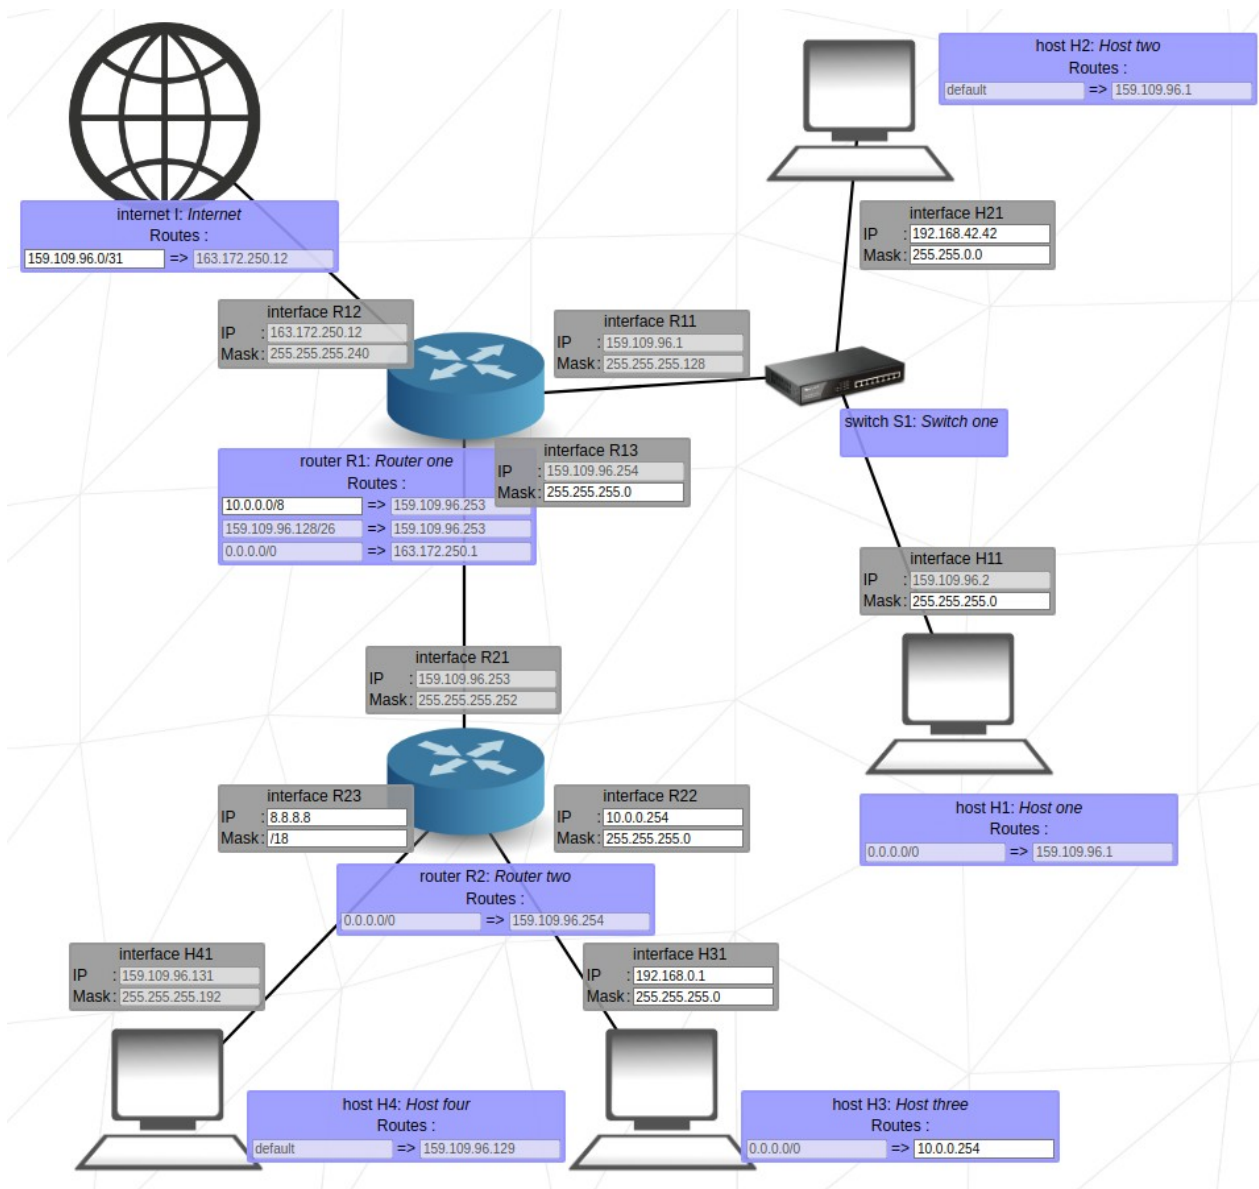 host H2: Host two
Routes :
default => 159.109.96.1
interface H21
IP : 192.168.42.42
Mask : 255.255.0.0
internet I: Internet
Routes :
159.109.96.0/31 => 163.172.250.12
interface R12
IP : 163.172.250.12
Mask : 255.255.255.240
interface R11
IP : 159.109.96.1
Mask : 255.255.255.128
switch S1: Switch one
router R1: Router one
Routes :
10.0.0.0/8 => 159.109.96.253
159.109.96.128/26 => 159.109.96.253
0.0.0.0/0 => 163.172.250.1
interface R13
IP : 159.109.96.254
Mask : 255.255.255.0
interface H11
IP : 159.109.96.2
Mask : 255.255.255.0
interface R21
IP : 159.109.96.253
Mask : 255.255.255.252
interface R23
IP : 8.8.8.8
Mask : /18
interface R22
IP : 10.0.0.254
Mask : 255.255.255.0
host H1: Host one
Routes :
0.0.0.0/0 => 159.109.96.1
router R2: Router two
Routes :
0.0.0.0/0 => 159.109.96.254
interface H41
IP : 159.109.96.131
Mask : 255.255.255.192
interface H31
IP : 192.168.0.1
Mask : 255.255.255.0
host H4: Host four
Routes :
default => 159.109.96.129
host H3: Host three
Routes :
0.0.0.0/0 => 10.0.0.254